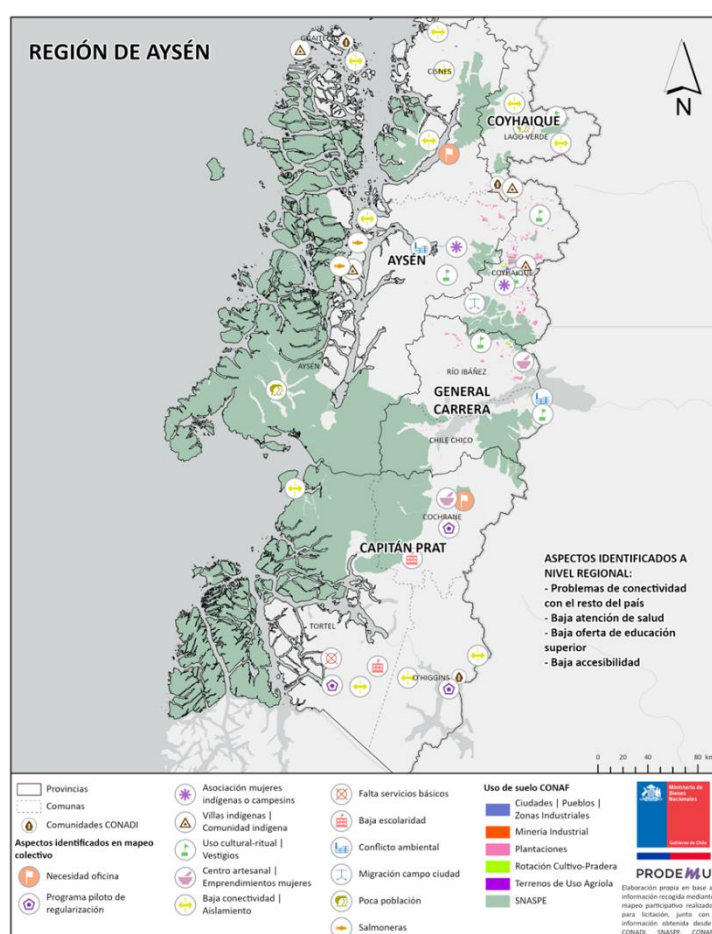 REGIÓN DE AYSÉN
GUAITECAS
CISNES
N
COYHAIQUE
LAGO VERDE
AYSÉN
COYHAIQUE
AYSÉN
RÍO IBÁÑEZ
GENERAL
CARRERA
CHILE CHICO
COCHRANE
CAPITÁN PRAT
TORTEL
O'HIGGINS
ASPECTOS IDENTIFICADOS A
NIVEL REGIONAL:
- Problemas de conectividad
con el resto del país
- Baja atención de salud
- Baja oferta de educación
superior
- Baja accesibilidad
0 20 40 60 80 km
Provincias
Comunas
Comunidades CONADI
Aspectos identificados en mapeo
colectivo
Necesidad oficina
Programa piloto de
regularización
Asociación mujeres
indígenas o campesins
Villas indígenas |
Comunidad indígena
Uso cultural-ritual |
Vestigios
Centro artesanal |
Emprendimientos mujeres
Baja conectividad |
Aislamiento
Falta servicios básicos
Baja escolaridad
Conflicto ambiental
Migración campo ciudad
Poca población
Salmoneras
Uso de suelo CONAF
Ciudades | Pueblos |
Zonas Industriales
Minería Industrial
Plantaciones
Rotación Cultivo-Pradera
Terrenos de Uso Agríola
SNASPE
Ministerio de
Bienes
Nacionales
Gobierno de Chile
PRODEMU
Elaboración propia en base a
información recogida mediante
mapeo participativo realizado
para licitación, junto con
información obtenida desde:
CONADI, SNASPE, CONAF